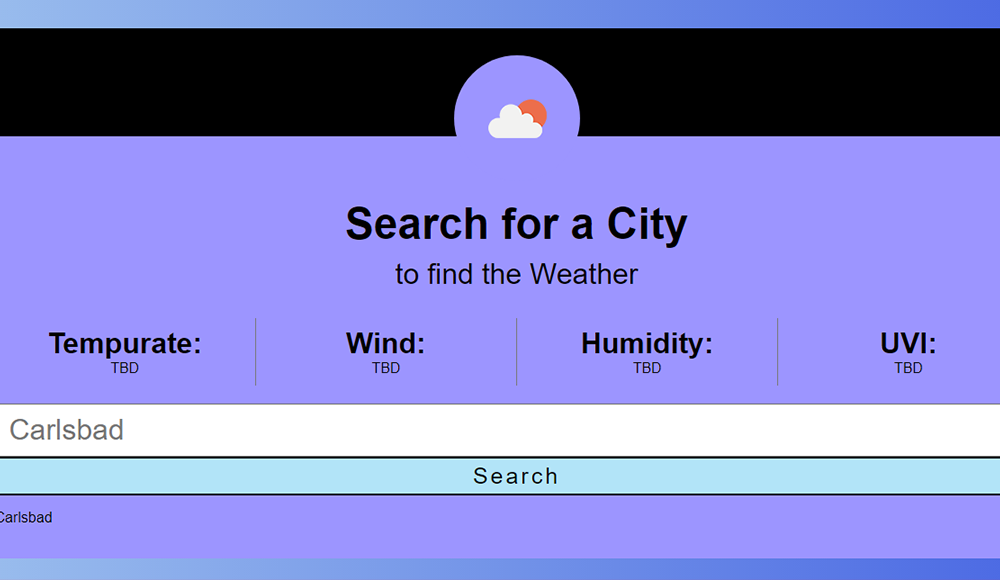 Search for a City
to find the Weather
Tempurate: Wind: Humidity: UVI:
TBD TBD TBD TBD
Carlsbad
Search
Carlsbad